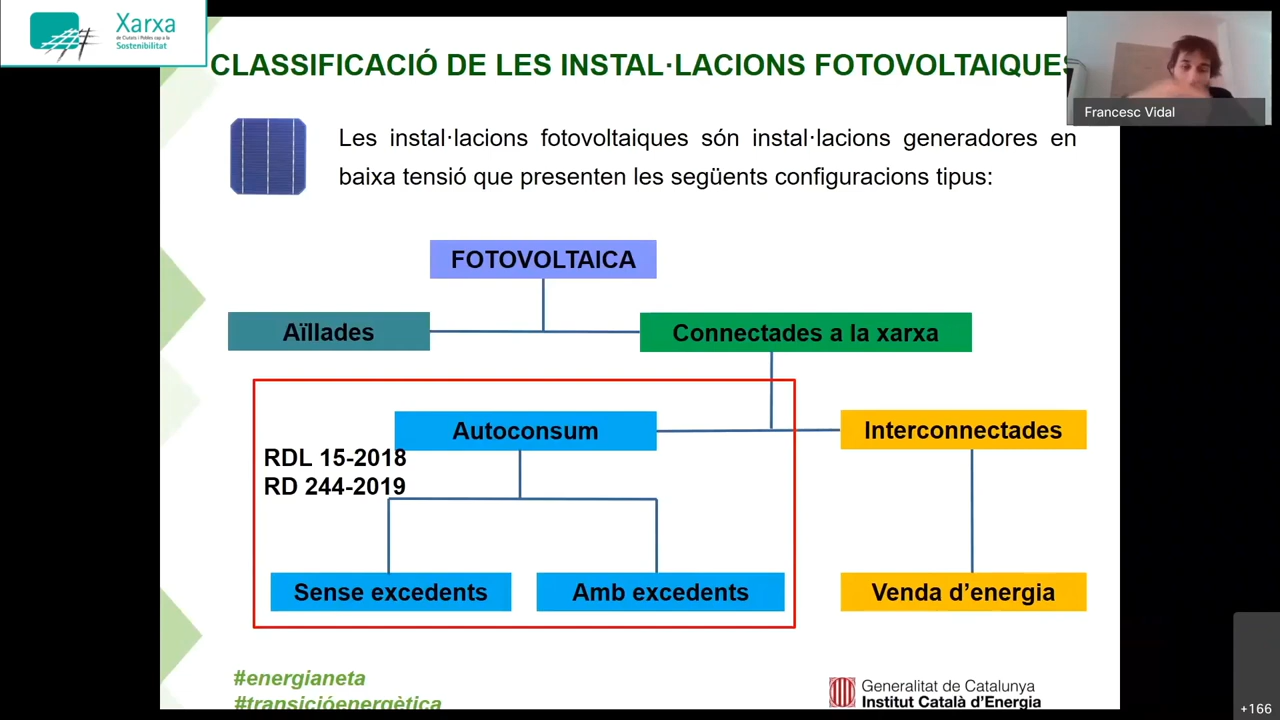 Xarxa
de Ciutats i Pobles cap a la
Sostenibilitat
CLASSIFICACIÓ DE LES INSTAL·LACIONS FOTOVOLTAIQUES
Francesc Vidal
Les instal·lacions fotovoltaiques són instal·lacions generadores en
baixa tensió que presenten les següents configuracions tipus:
FOTOVOLTAICA
Aïllades
Connectades a la xarxa
Autoconsum
Interconnectades
RDL 15-2018
RD 244-2019
Sense excedents
Amb excedents
Venda d’energia
#energianeta
#transicióenergètica
Generalitat de Catalunya
Institut Català d’Energia
+166